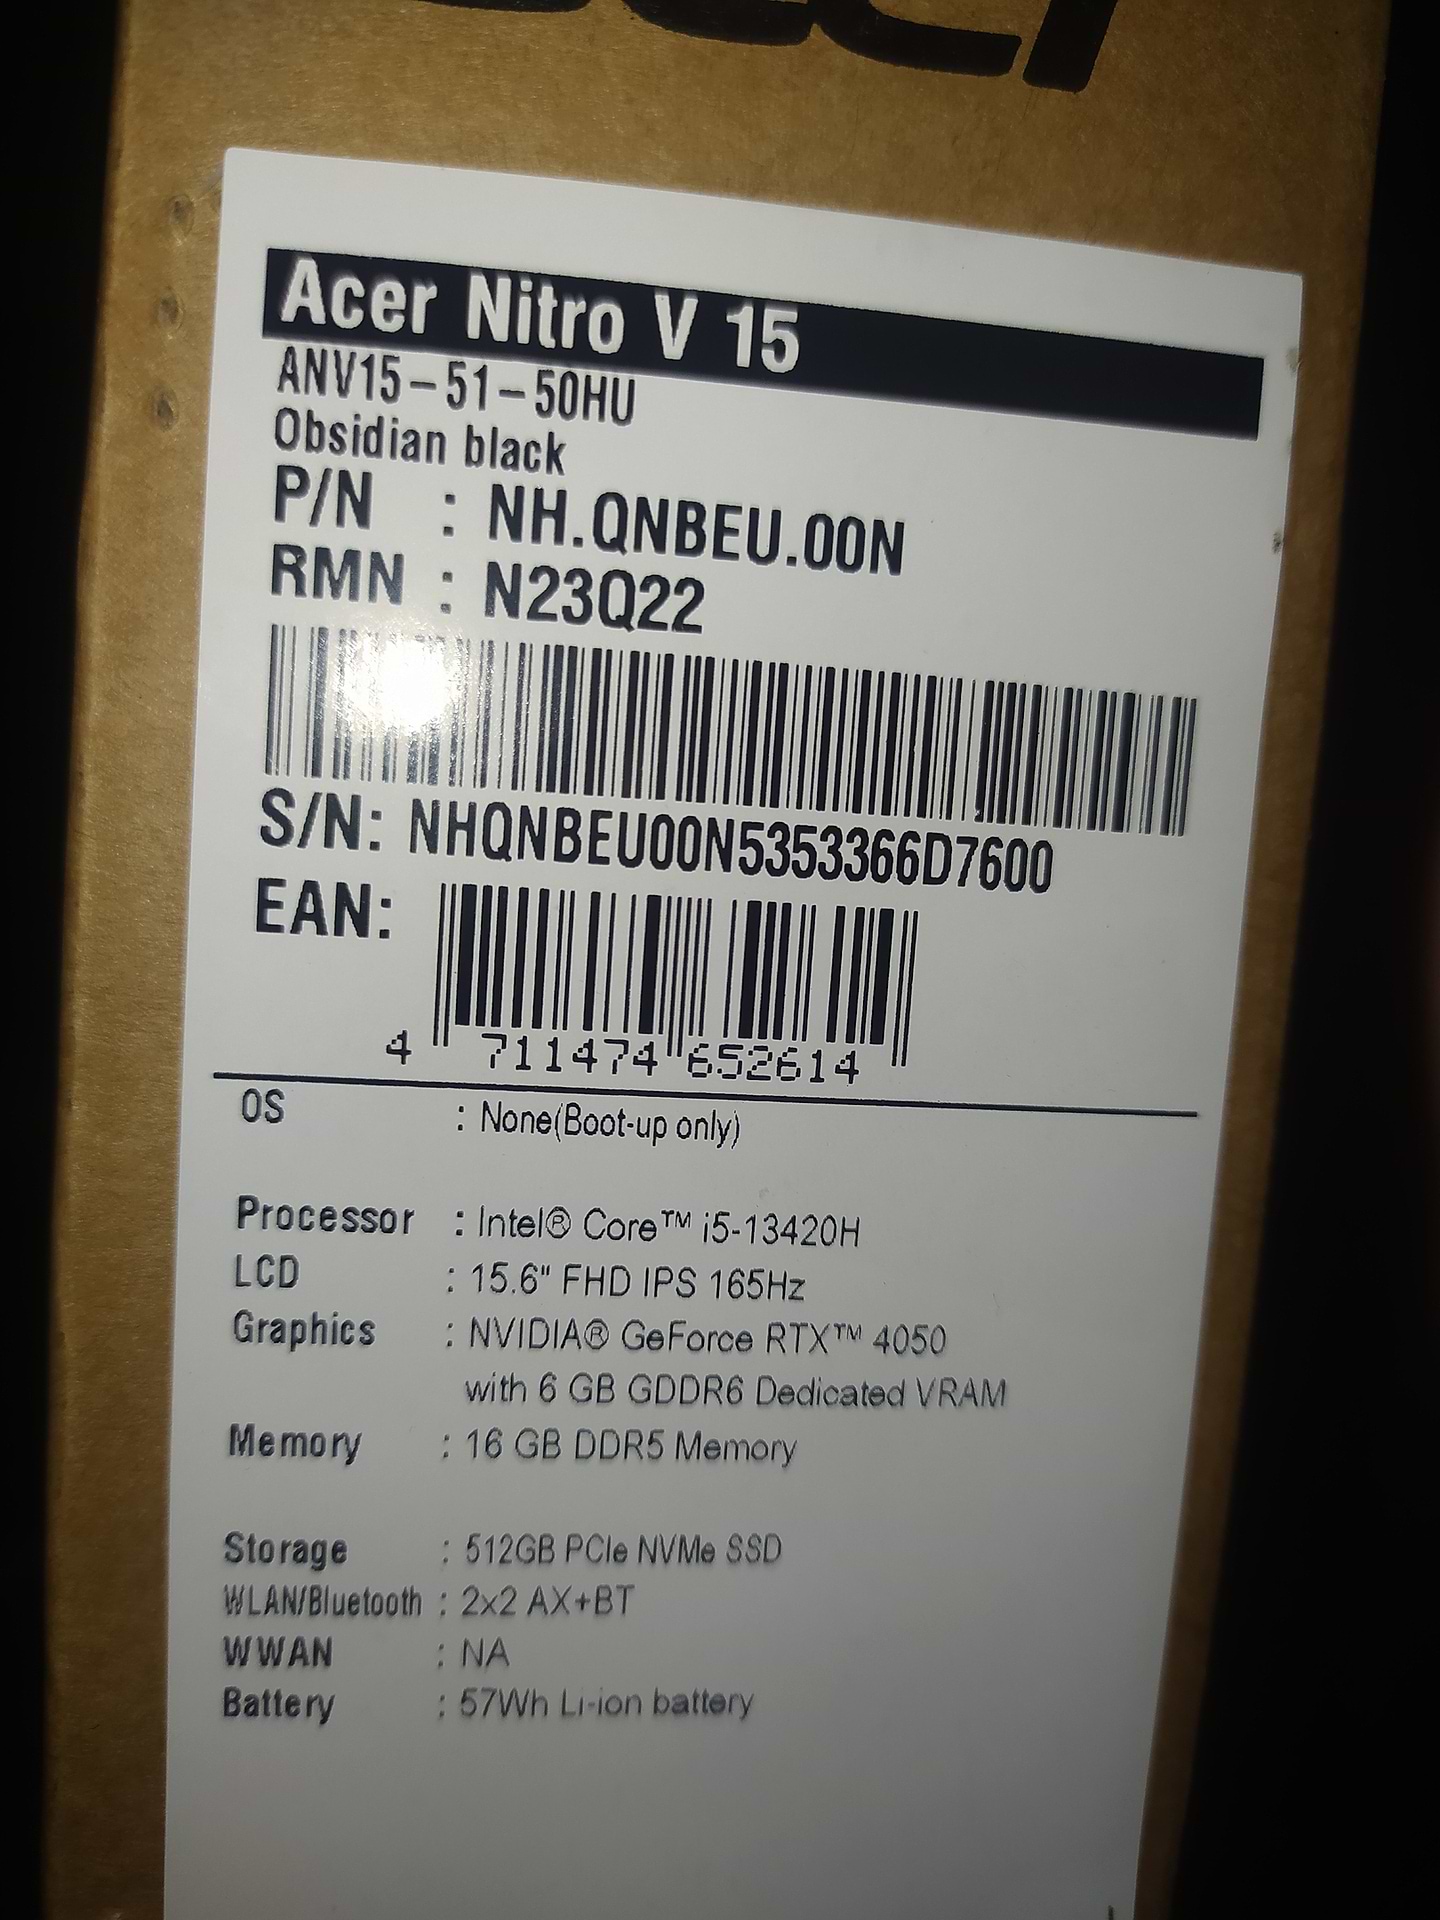 acer
Acer Nitro V 15
ANV15-51-50HU
Obsidian black
P/N : NH.QNBEU.00N
RMN : N23Q22
S/N: NHQNBEU00N5353366D7600
EAN:
4 711474 652614
OS : None(Boot-up only)
Processor : Intel® Core™ i5-13420H
LCD : 15.6" FHD IPS 165Hz
Graphics : NVIDIA® GeForce RTX™ 4050
with 6 GB GDDR6 Dedicated VRAM
Memory : 16 GB DDR5 Memory
Storage : 512GB PCIe NVMe SSD
WLAN/Bluetooth : 2x2 AX+BT
WWAN : NA
Battery : 57Wh Li-ion battery